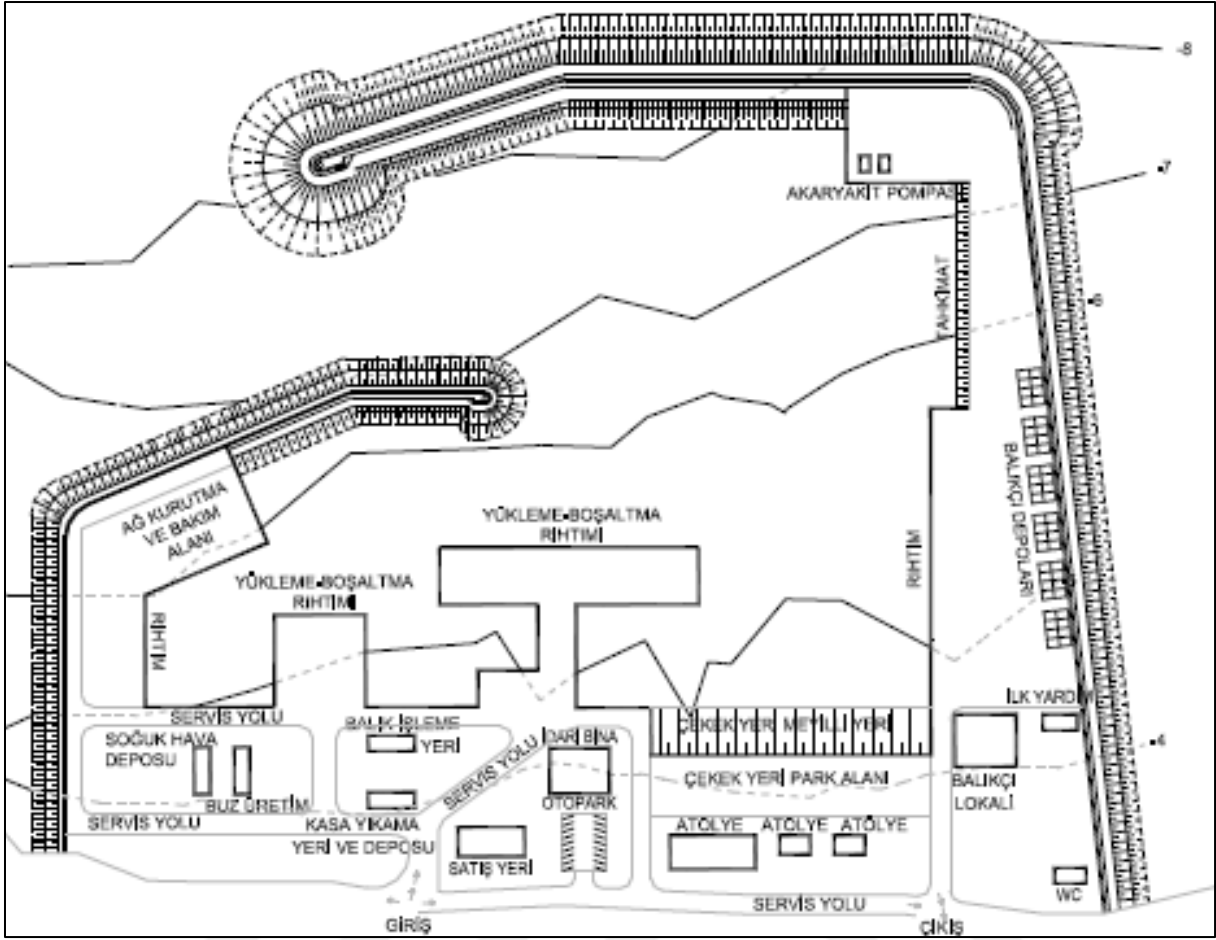 -8
-7
AKARYAKIT POMPAS
TAHKİMAT
-6
BALIKÇI DEPOLARI
AĞ KURUTMA
VE BAKIM
ALANI
YÜKLEME-BOŞALTMA
RIHTIMI
RIHTIM
YÜKLEME-BOŞALTMA
RIHTIMI
RIHTIM
İLK YARDIM
SERVİS YOLU
BALIK İŞLEME
YERİ
ÇEKEK YERİ MEYİLLİ YERİ
SOĞUK HAVA
DEPOSU
SERVİS YOLU
İDARİ BİNA
-4
ÇEKEK YERİ PARK ALANI
BALIKÇI
LOKALİ
BUZ ÜRETİM
OTOPARK
SERVİS YOLU
KASA YIKAMA
YERİ VE DEPOSU
ATÖLYE
ATÖLYE
ATÖLYE
SATIŞ YERİ
WC
SERVİS YOLU
GİRİŞ
ÇIKIŞ